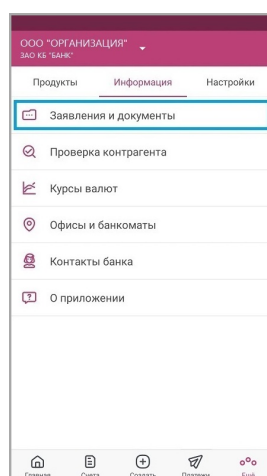 ООО "ОРГАНИЗАЦИЯ"
ЗАО КБ "БАНК"
Продукты Информация Настройки
Заявления и документы
Проверка контрагента
Курсы валют
Офисы и банкоматы
Контакты банка
О приложении
Главная Счета Создать Платежи Ещё